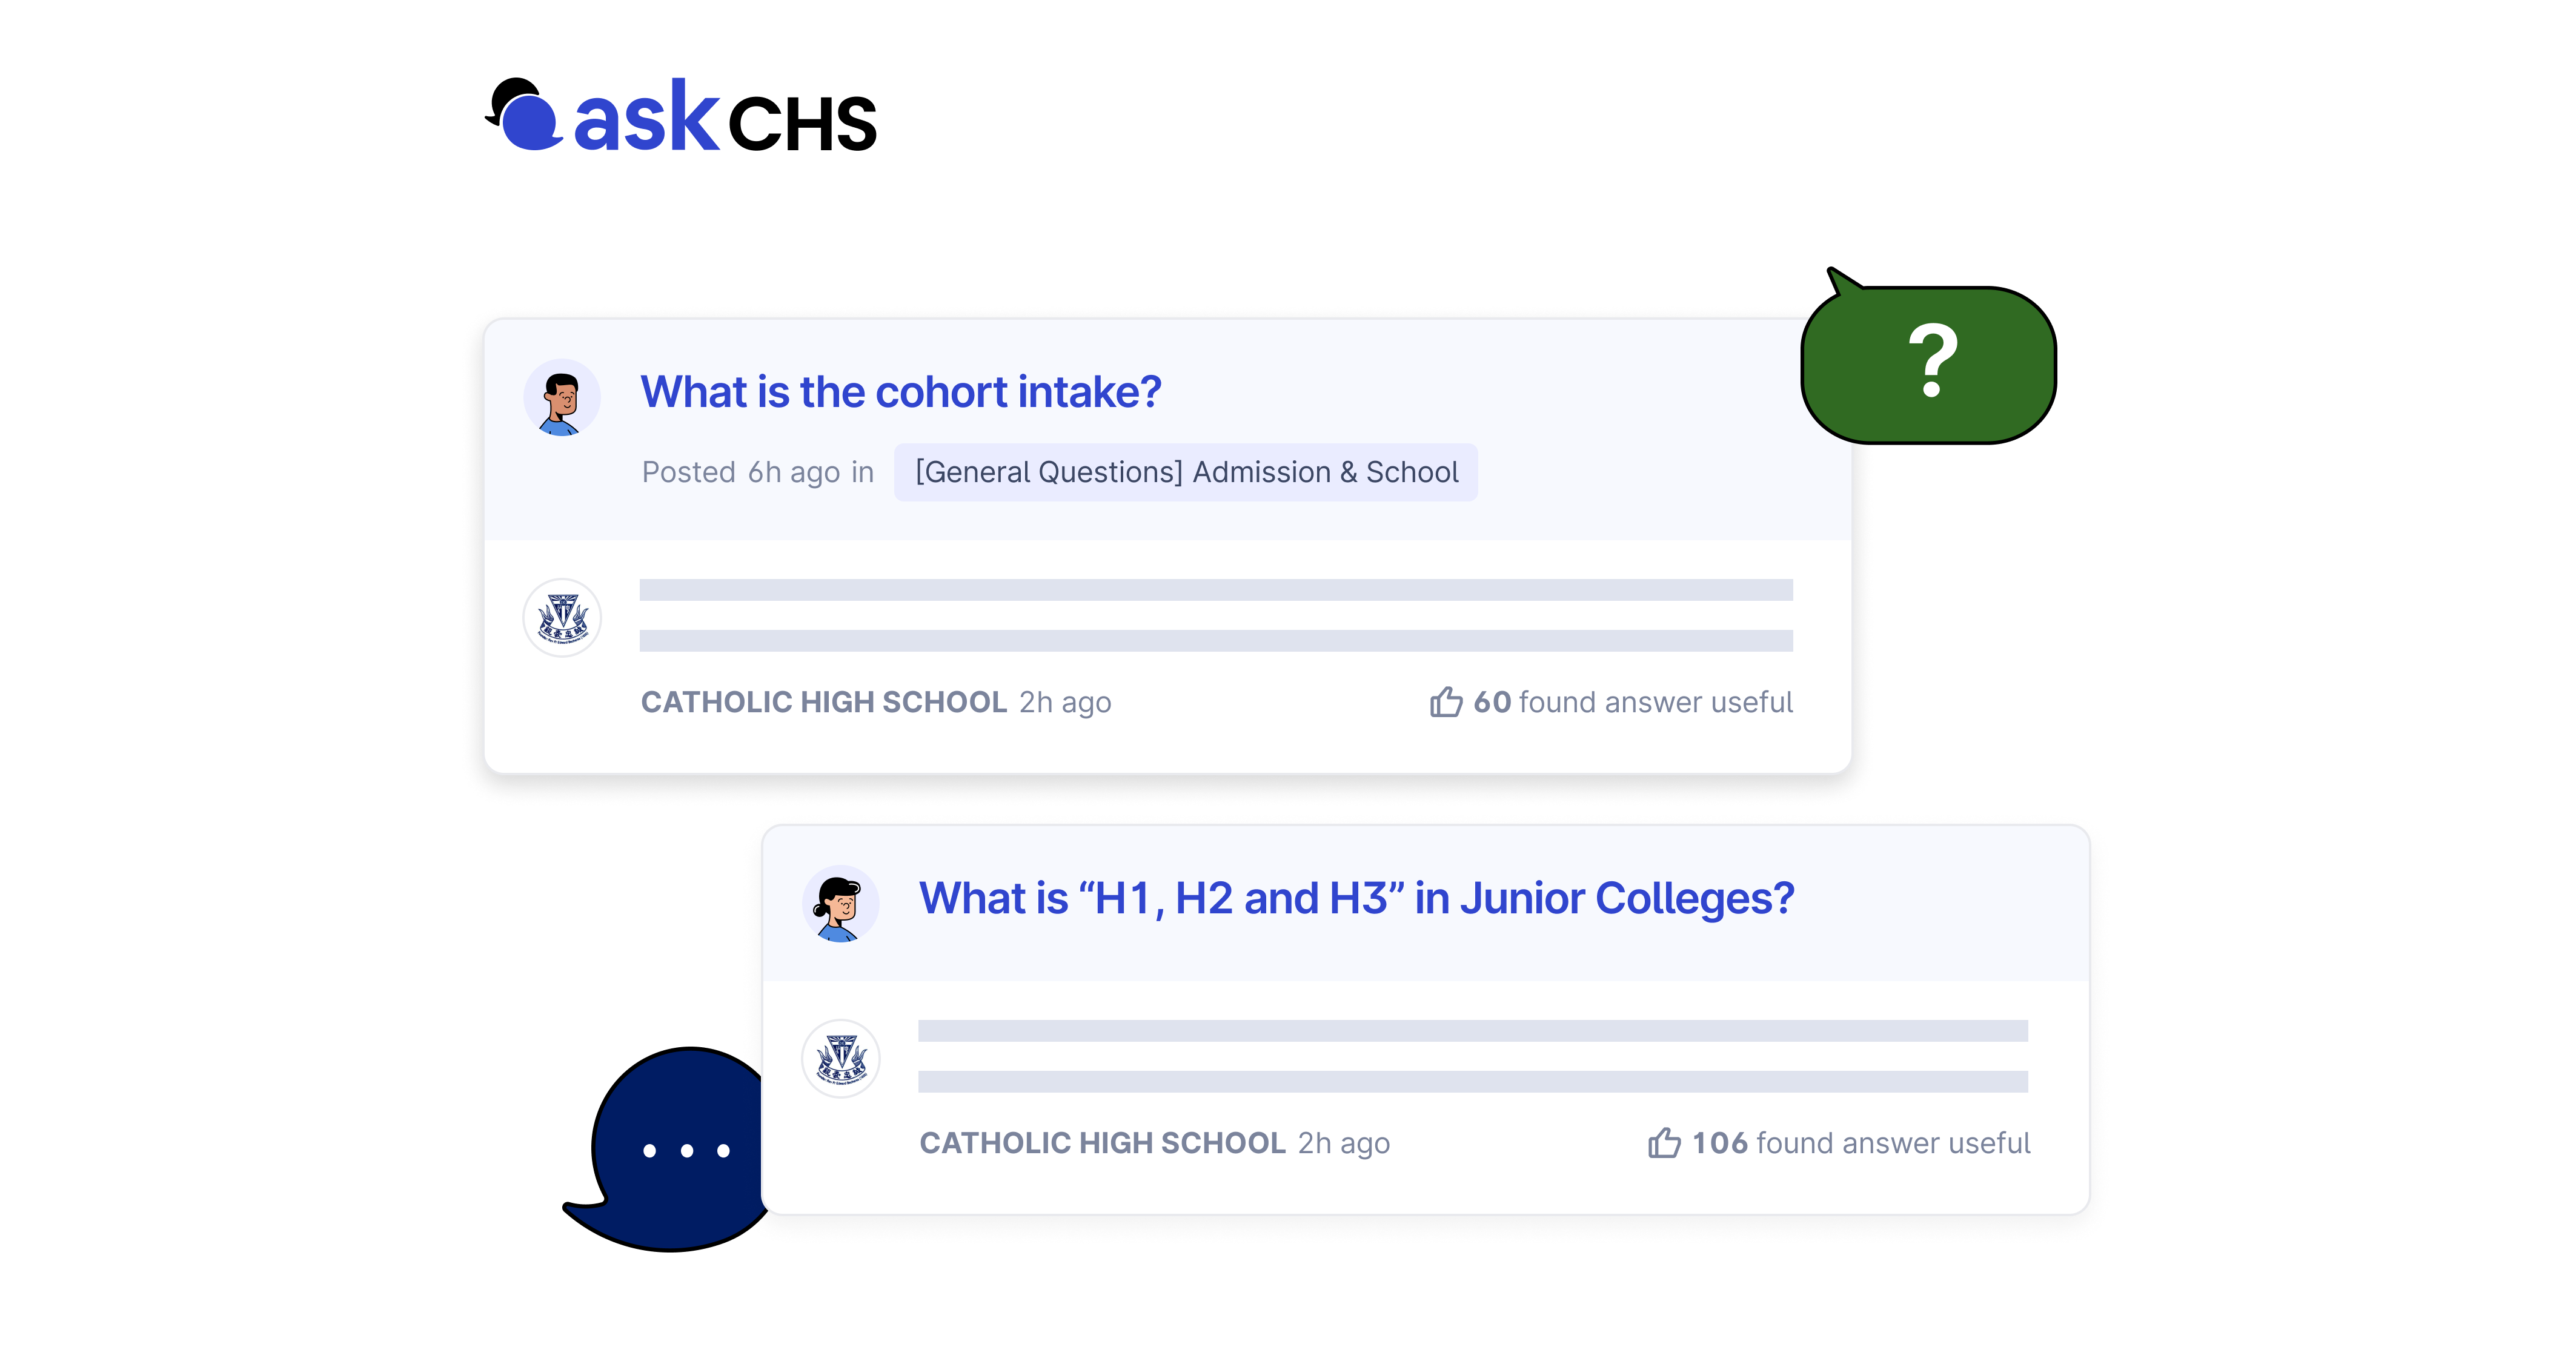 ask CHS
?
What is the cohort intake?
Posted 6h ago in [General Questions] Admission & School
CATHOLIC HIGH SCHOOL 2h ago
60 found answer useful
What is “H1, H2 and H3” in Junior Colleges?
CATHOLIC HIGH SCHOOL 2h ago
106 found answer useful